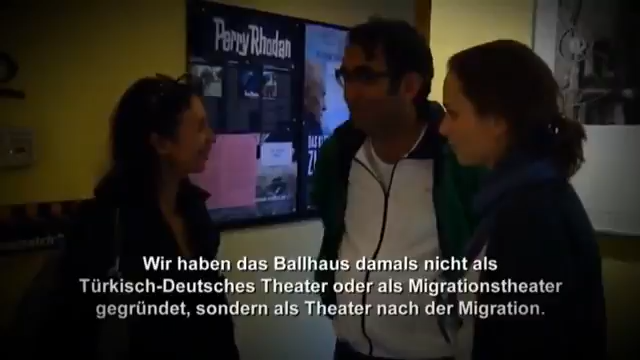 Perry Rhodan
Wir haben das Ballhaus damals nicht als
Türkisch-Deutsches Theater oder als Migrationstheater
gegründet, sondern als Theater nach der Migration.